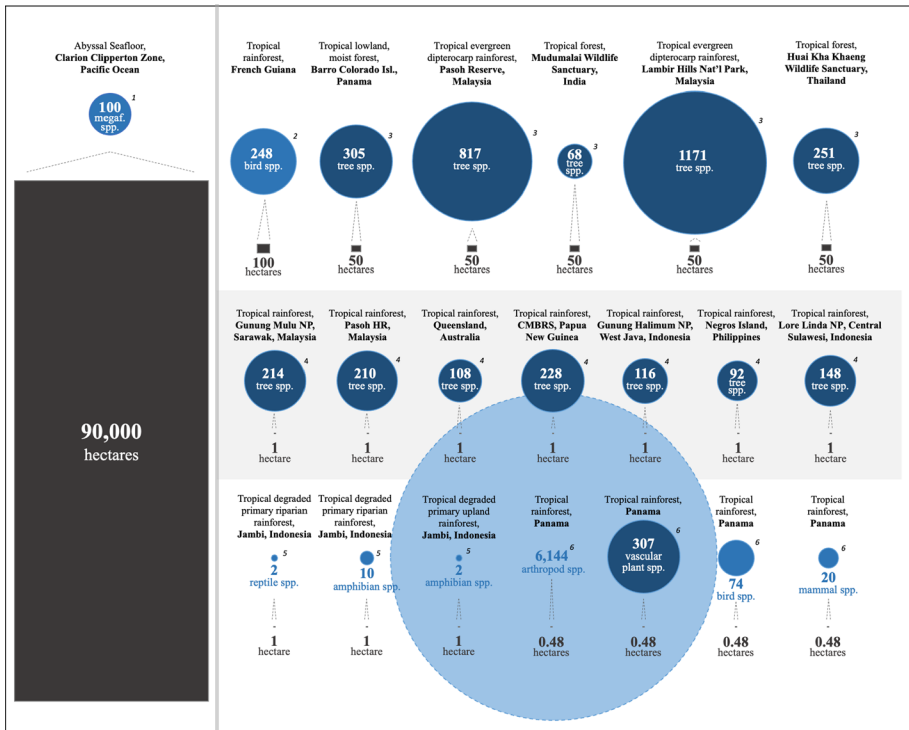 Abyssal Seafloor,
Clarion Clipperton Zone,
Pacific Ocean
1
100
megaf.
spp.
90,000
hectares
Tropical
rainforest,
French Guiana
2
248
bird spp.
100
hectares
Tropical lowland,
moist forest,
Barro Colorado Isl.,
Panama
3
305
tree spp.
50
hectares
Tropical evergreen
dipterocarp rainforest,
Pasoh Reserve,
Malaysia
3
817
tree spp.
50
hectares
Tropical forest,
Mudumalai Wildlife
Sanctuary,
India
3
68
tree
spp.
50
hectares
Tropical evergreen
dipterocarp rainforest,
Lambir Hills Nat'l Park,
Malaysia
3
1171
tree spp.
50
hectares
Tropical forest,
Huai Kha Khaeng
Wildlife Sanctuary,
Thailand
3
251
tree spp.
50
hectares
Tropical rainforest,
Gunung Mulu NP,
Sarawak, Malaysia
4
214
tree spp.
1
hectare
Tropical rainforest,
Pasoh HR,
Malaysia
4
210
tree spp.
1
hectare
Tropical rainforest,
Queensland,
Australia
4
108
tree spp.
1
hectare
Tropical rainforest,
CMBRS, Papua
New Guinea
4
228
tree spp.
1
hectare
Tropical rainforest,
Gunung Halimum NP,
West Java, Indonesia
4
116
tree spp.
1
hectare
Tropical rainforest,
Negros Island,
Philippines
4
92
tree
spp.
1
hectare
Tropical rainforest,
Lore Linda NP, Central
Sulawesi, Indonesia
4
148
tree spp.
1
hectare
Tropical degraded
primary riparian
rainforest,
Jambi, Indonesia
5
2
reptile spp.
1
hectare
Tropical degraded
primary riparian
rainforest,
Jambi, Indonesia
5
10
amphibian spp.
1
hectare
Tropical degraded
primary upland
rainforest,
Jambi, Indonesia
5
2
amphibian spp.
1
hectare
Tropical
rainforest,
Panama
6
6,144
arthropod spp.
0.48
hectares
Tropical rainforest,
Panama
6
307
vascular
plant spp.
0.48
hectares
Tropical
rainforest,
Panama
6
74
bird spp.
0.48
hectares
Tropical
rainforest,
Panama
6
20
mammal spp.
0.48
hectares